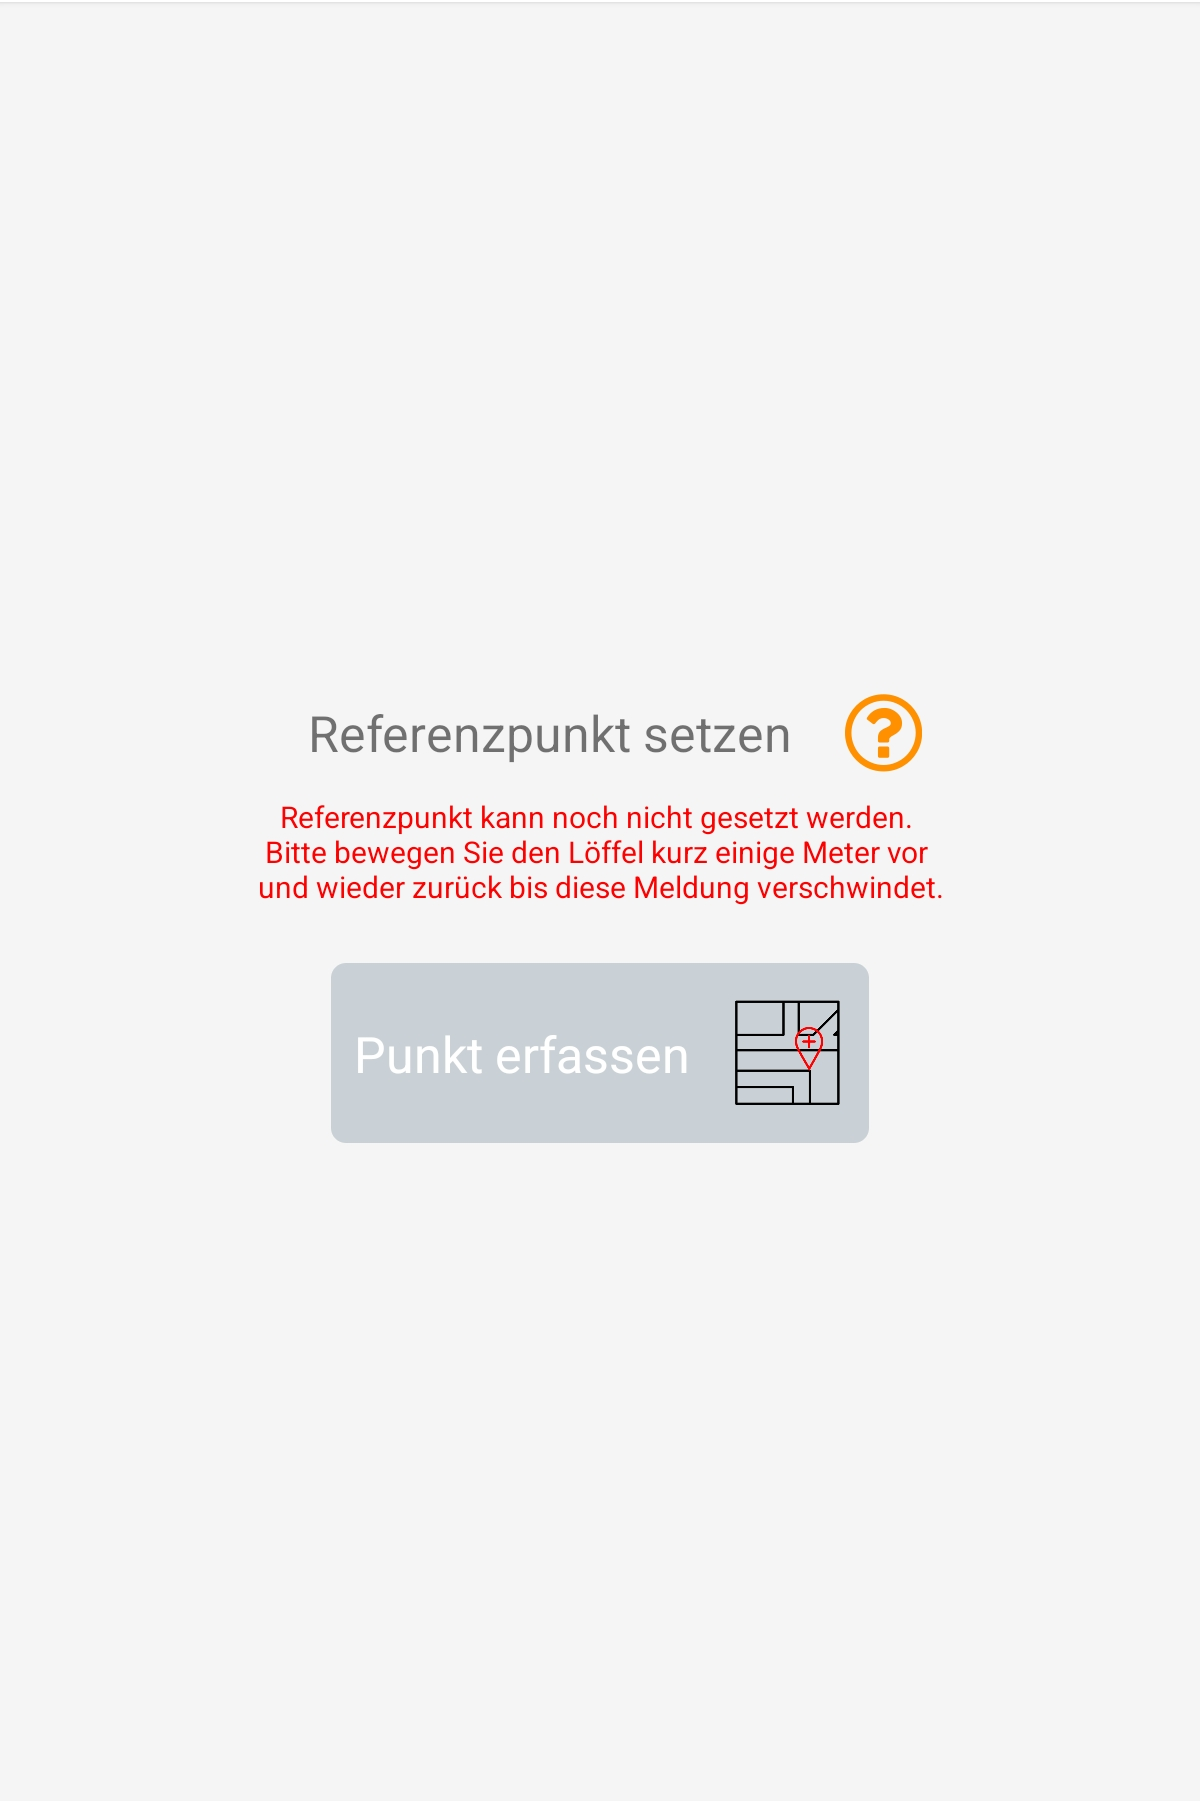 Referenzpunkt setzen
Referenzpunkt kann noch nicht gesetzt werden.
Bitte bewegen Sie den Löffel kurz einige Meter vor
und wieder zurück bis diese Meldung verschwindet.
Punkt erfassen